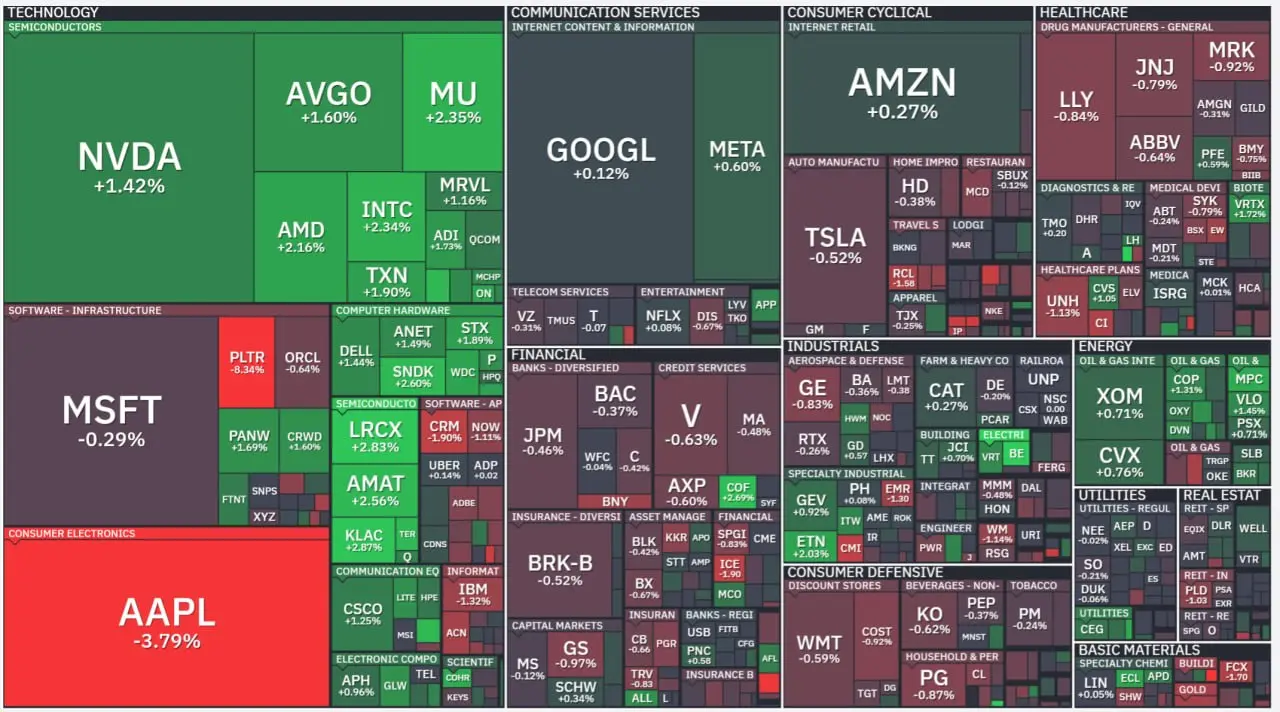 TECHNOLOGY
SEMICONDUCTORS
NVDA
+1.42%
AVGO
+1.60%
MU
+2.35%
AMD
+2.16%
INTC
+2.34%
TXN
+1.90%
MRVL
+1.16%
ADI
+1.73%
QCOM
MCHP
ON
SOFTWARE - INFRASTRUCTURE
MSFT
-0.29%
PLTR
-8.34%
ORCL
-0.64%
PANW
+1.69%
CRWD
+1.60%
FTNT
SNPS
XYZ
COMPUTER HARDWARE
DELL
+1.44%
ANET
+1.49%
STX
+1.89%
SNDK
+2.60%
WDC
P
HPQ
SEMICONDUCTO
LRCX
+2.83%
AMAT
+2.56%
KLAC
+2.87%
TER
Q
SOFTWARE - AP
CRM
-1.90%
NOW
-1.11%
UBER
+0.14%
ADP
+0.02
ADBE
CDNS
CONSUMER ELECTRONICS
AAPL
-3.79%
COMMUNICATION EQ
CSCO
+1.25%
LITE
HPE
MSI
INFORMAT
IBM
-1.32%
ACN
ELECTRONIC COMPO
APH
+0.96%
GLW
TEL
SCIENTIF
COHR
KEYS
COMMUNICATION SERVICES
INTERNET CONTENT & INFORMATION
GOOGL
+0.12%
META
+0.60%
TELECOM SERVICES
VZ
-0.31%
TMUS
T
-0.07
ENTERTAINMENT
NFLX
+0.08%
DIS
-0.67%
LYV
TKO
APP
FINANCIAL
BANKS - DIVERSIFIED
JPM
-0.46%
BAC
-0.37%
WFC
-0.04%
C
-0.42%
BNY
CREDIT SERVICES
V
-0.63%
MA
-0.48%
AXP
-0.60%
COF
+2.69%
SYF
INSURANCE - DIVERSI
BRK-B
-0.52%
ASSET MANAGE
BLK
-0.42%
KKR
APO
STT
AMP
BX
-0.67%
FINANCIAL
SPGI
-0.83%
CME
ICE
-1.90
MCO
CAPITAL MARKETS
MS
-0.12%
GS
-0.97%
SCHW
+0.34%
INSURAN
CB
-0.66
PGR
TRV
-0.83
ALL
L
BANKS - REGI
USB
FITB
PNC
+0.58
CFG
INSURANCE B
AFL
CONSUMER CYCLICAL
INTERNET RETAIL
AMZN
+0.27%
AUTO MANUFACTU
TSLA
-0.52%
GM
F
HOME IMPRO
HD
-0.38%
RESTAURAN
MCD
SBUX
-0.12%
TRAVEL S
BKNG
RCL
-1.58
LODGI
MAR
APPAREL
TJX
-0.25%
NKE
IP
HEALTHCARE
DRUG MANUFACTURERS - GENERAL
LLY
-0.84%
JNJ
-0.79%
MRK
-0.92%
ABBV
-0.64%
AMGN
-0.31%
GILD
PFE
+0.59%
BMY
-0.75%
BIIB
DIAGNOSTICS & RE
TMO
+0.20
DHR
IQV
A
LH
MEDICAL DEVI
ABT
-0.24%
SYK
-0.79%
BSX
EW
MDT
-0.21%
STE
BIOTE
VRTX
+1.72%
HEALTHCARE PLANS
UNH
-1.13%
CVS
+1.05
ELV
CI
MEDICA
ISRG
MCK
+0.01%
HCA
INDUSTRIALS
AEROSPACE & DEFENSE
GE
-0.83%
BA
-0.36%
LMT
-0.38
HWM
NOC
RTX
-0.26%
GD
+0.57
LHX
FARM & HEAVY CO
CAT
+0.27%
DE
-0.20%
PCAR
RAILROA
UNP
CSX
NSC
0.00
WAB
BUILDING
TT
JCI
+0.70%
ELECTRI
VRT
BE
FERG
SPECIALTY INDUSTRIAL
GEV
+0.92%
PH
+0.08%
EMR
-1.30
ITW
AME
ROK
ETN
+2.03%
CMI
IR
INTEGRAT
MMM
-0.48%
HON
DAL
ENGINEER
PWR
J
WM
-1.14%
RSG
URI
CONSUMER DEFENSIVE
DISCOUNT STORES
WMT
-0.59%
COST
-0.92%
TGT
DG
BEVERAGES - NON-
KO
-0.62%
PEP
-0.37%
MNST
TOBACCO
PM
-0.24%
HOUSEHOLD & PER
PG
-0.87%
CL
ENERGY
OIL & GAS INTE
XOM
+0.71%
CVX
+0.76%
OIL & GAS
COP
+1.31%
OXY
DVN
OIL &
MPC
VLO
+1.45%
PSX
+0.71%
OIL & GAS
TRGP
OKE
SLB
BKR
UTILITIES
UTILITIES - REGUL
NEE
-0.02%
AEP
D
XEL
EXC
ED
SO
-0.21%
DUK
-0.06%
ES
UTILITIES
CEG
REAL ESTAT
REIT - SP
EQIX
DLR
AMT
WELL
VTR
REIT - IN
PLD
-1.03
PSA
EXR
REIT - RE
SPG
O
BASIC MATERIALS
SPECIALTY CHEMI
LIN
+0.05%
ECL
APD
SHW
BUILDI
FCX
-1.70
GOLD